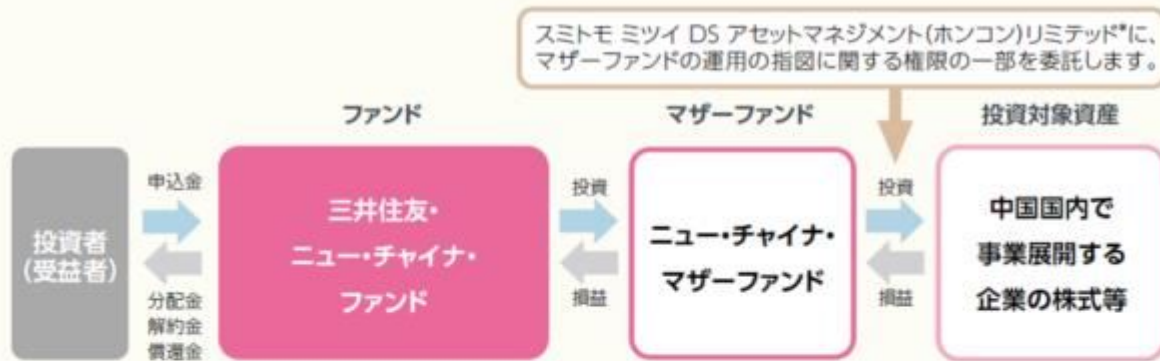 スミトモ ミツイ DS アセットマネジメント(ホンコン)リミテッド*に、
マザーファンドの運用の指図に関する権限の一部を委託します。
ファンド
マザーファンド
投資対象資産
投資者
(受益者)
申込金
分配金
解約金
償還金
三井住友・
ニュー・チャイナ・
ファンド
投資
損益
ニュー・チャイナ・
マザーファンド
投資
損益
中国国内で
事業展開する
企業の株式等